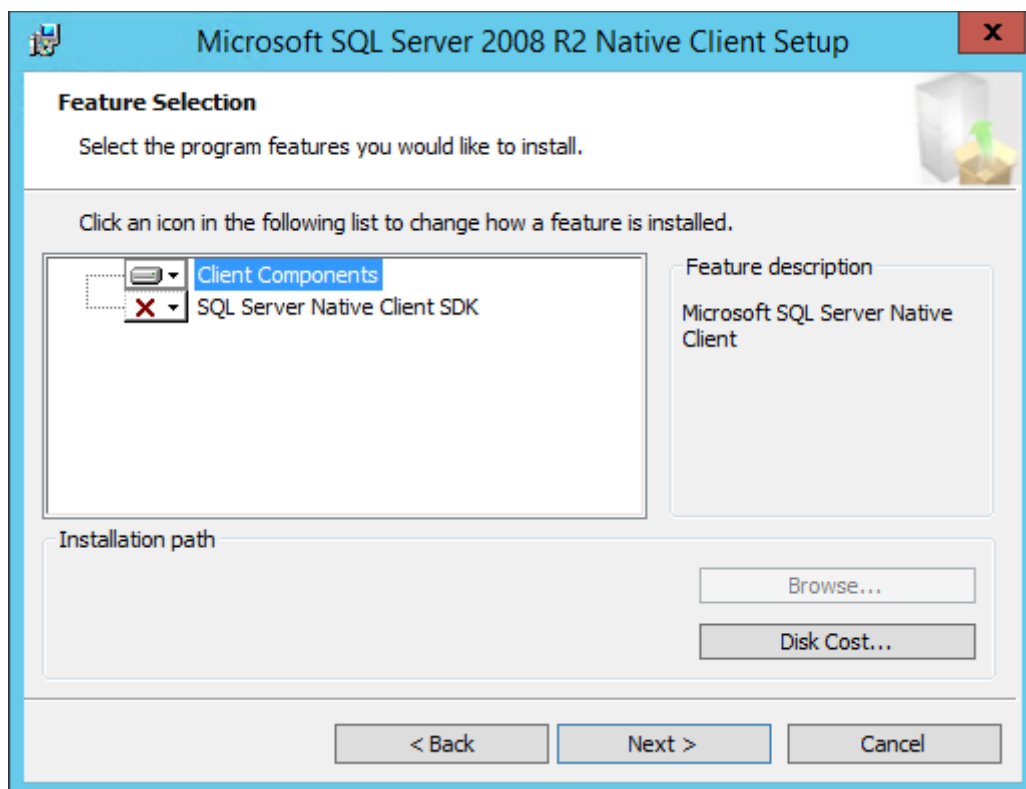 Microsoft SQL Server 2008 R2 Native Client Setup
x
Feature Selection
Select the program features you would like to install.
Click an icon in the following list to change how a feature is installed.
Client Components
SQL Server Native Client SDK
Feature description
Microsoft SQL Server Native
Client
Installation path
Browse...
Disk Cost...
< Back
Next >
Cancel